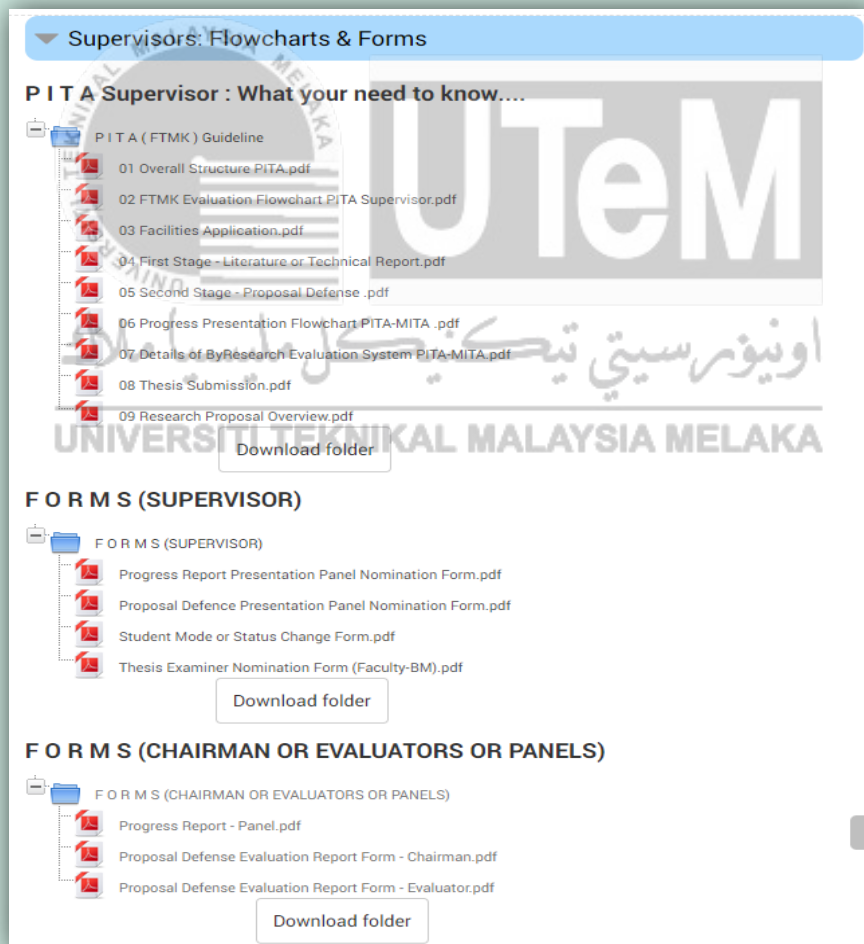 Supervisors: Flowcharts & Forms
P I T A Supervisor : What your need to know....
P I T A ( FTMK ) Guideline
01 Overall Structure PITA.pdf
02 FTMK Evaluation Flowchart PITA Supervisor.pdf
03 Facilities Application.pdf
04 First Stage - Literature or Technical Report.pdf
05 Second Stage - Proposal Defense .pdf
06 Progress Presentation Flowchart PITA-MITA .pdf
07 Details of ByResearch Evaluation System PITA-MITA.pdf
08 Thesis Submission.pdf
09 Research Proposal Overview.pdf
Download folder
UTeM
اونيۏرسيتي تيكنيكل مليسيا ملاك
UNIVERSITI TEKNIKAL MALAYSIA MELAKA
F O R M S (SUPERVISOR)
F O R M S (SUPERVISOR)
Progress Report Presentation Panel Nomination Form.pdf
Proposal Defence Presentation Panel Nomination Form.pdf
Student Mode or Status Change Form.pdf
Thesis Examiner Nomination Form (Faculty-BM).pdf
Download folder
F O R M S (CHAIRMAN OR EVALUATORS OR PANELS)
F O R M S (CHAIRMAN OR EVALUATORS OR PANELS)
Progress Report - Panel.pdf
Proposal Defense Evaluation Report Form - Chairman.pdf
Proposal Defense Evaluation Report Form - Evaluator.pdf
Download folder